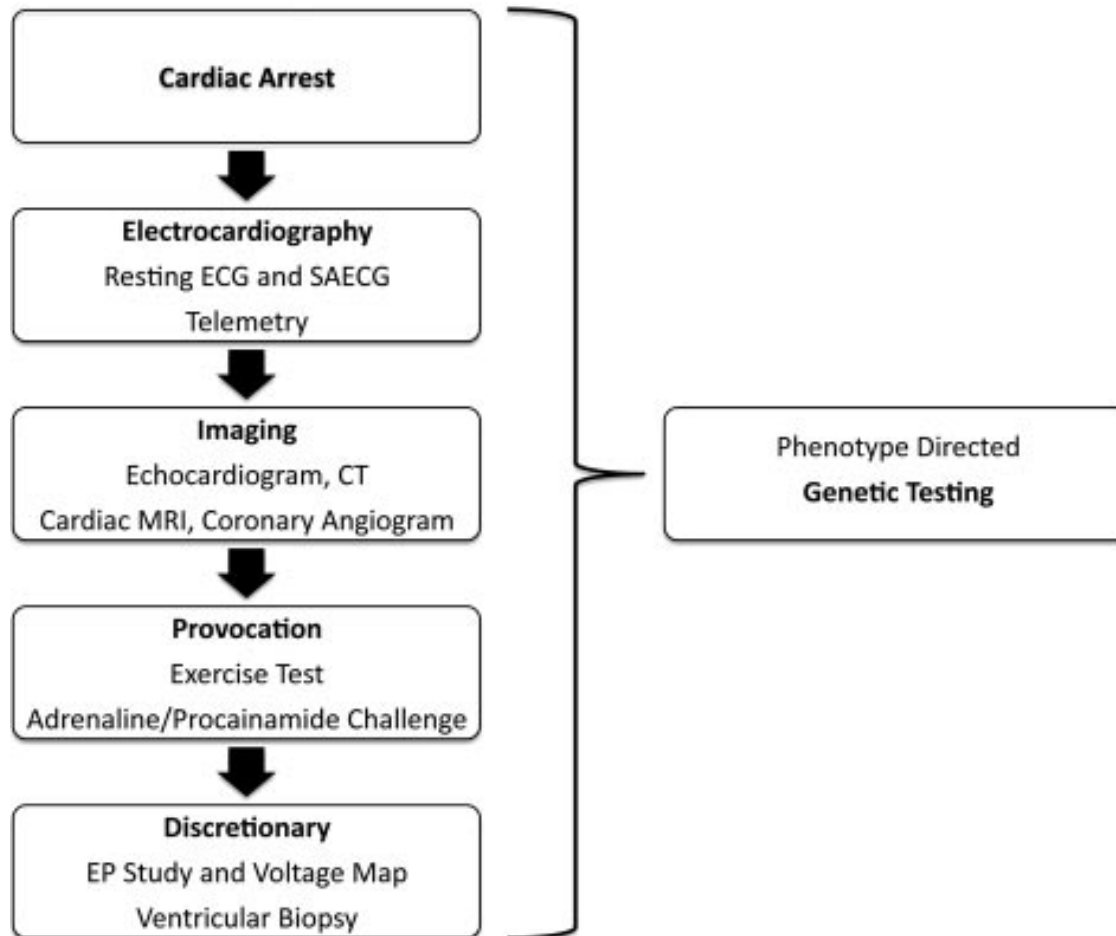 Cardiac Arrest
Electrocardiography
Resting ECG and SAECG
Telemetry
Imaging
Echocardiogram, CT
Cardiac MRI, Coronary Angiogram
Provocation
Exercise Test
Adrenaline/Procainamide Challenge
Discretionary
EP Study and Voltage Map
Ventricular Biopsy
Phenotype Directed
Genetic Testing